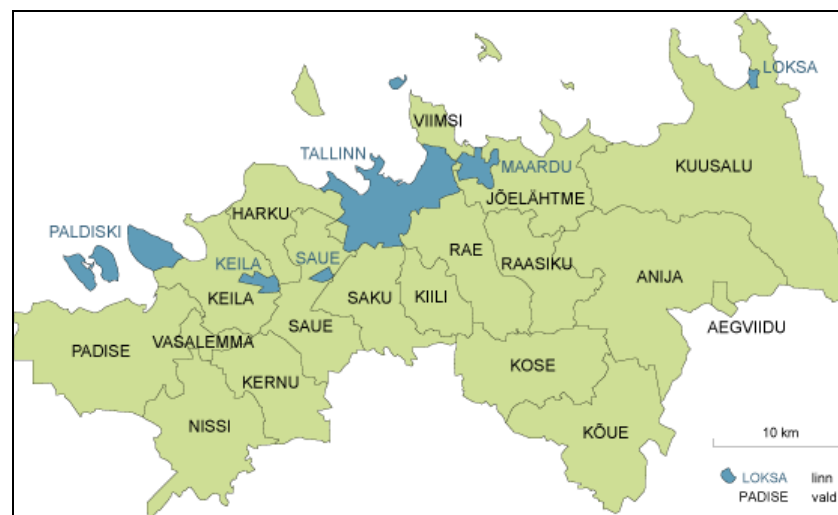 LOKSA
VIIMSI
TALLINN
MAARDU
KUUSALU
JÕELÄHTME
HARKU
PALDISKI
RAE
KEILA
SAUE
RAASIKU
ANIJA
KEILA
SAKU
KIILI
SAUE
AEGVIIDU
VASALEMMA
PADISE
KOSE
KERNU
NISSI
KÕUE
10 km
LOKSA linn
PADISE vald